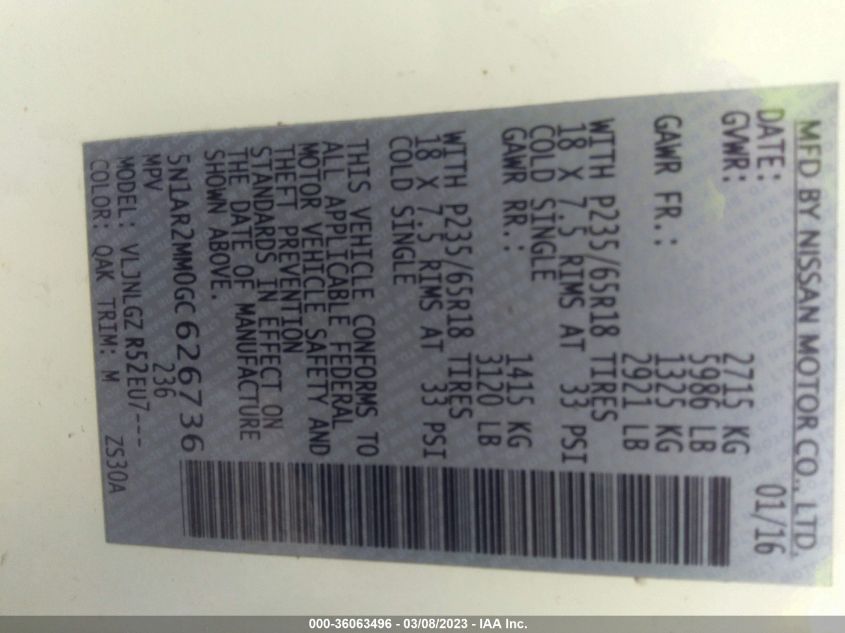 MFD BY NISSAN MOTOR CO., LTD.
DATE: 01/16
GVWR: 2715 KG
5986 LB
GAWR FR.: 1325 KG
2921 LB
WITH P235/65R18 TIRES
18 X 7.5 RIMS AT 33 PSI
COLD SINGLE
GAWR RR.: 1415 KG
3120 LB
WITH P235/65R18 TIRES
18 X 7.5 RIMS AT 33 PSI
COLD SINGLE
THIS VEHICLE CONFORMS TO
ALL APPLICABLE FEDERAL
MOTOR VEHICLE SAFETY AND
THEFT PREVENTION
STANDARDS IN EFFECT ON
THE DATE OF MANUFACTURE
SHOWN ABOVE.
5N1AR2MM0GC626736
MPV 236
MODEL: VLJNLGZ R52EU7---
COLOR: QAK TRIM: M ZS30A
000-36063496 - 03/08/2023 - IAA Inc.